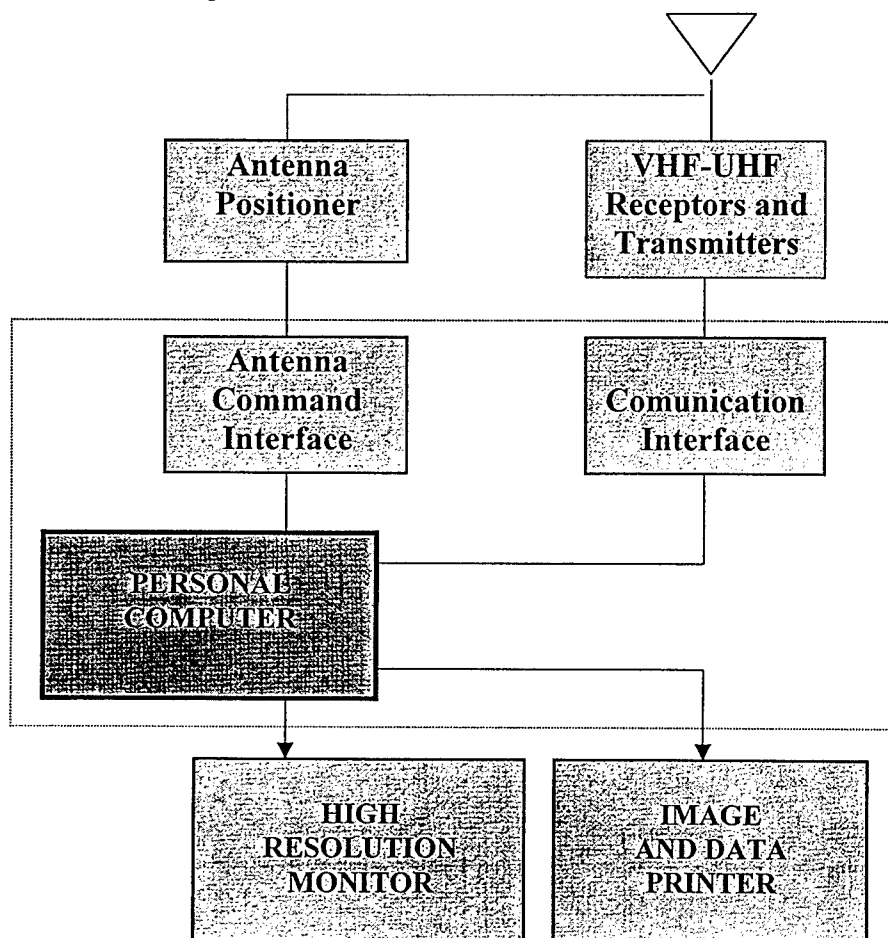 Antenna
Positioner
VHF-UHF
Receptors and
Transmitters
Antenna
Command
Interface
Comunication
Interface
PERSONAL
COMPUTER
HIGH
RESOLUTION
MONITOR
IMAGE
AND DATA
PRINTER